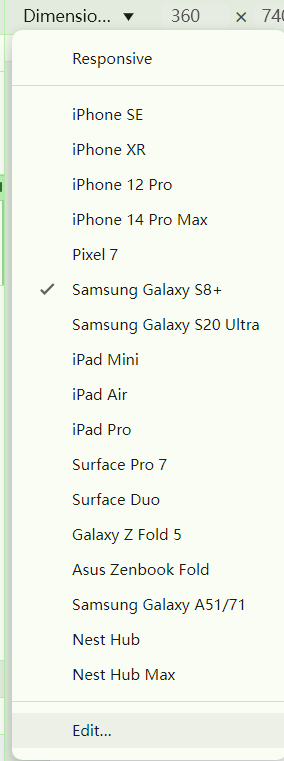 Dimensio... ▼ 360 × 740
Responsive
iPhone SE
iPhone XR
iPhone 12 Pro
iPhone 14 Pro Max
Pixel 7
Samsung Galaxy S8+
Samsung Galaxy S20 Ultra
iPad Mini
iPad Air
iPad Pro
Surface Pro 7
Surface Duo
Galaxy Z Fold 5
Asus Zenbook Fold
Samsung Galaxy A51/71
Nest Hub
Nest Hub Max
Edit...